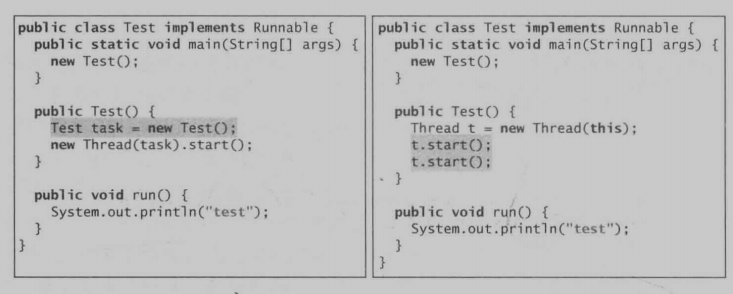 public class Test implements Runnable {
  public static void main(String[] args) {
    new Test();
  }

  public Test() {
    Test task = new Test();
    new Thread(task).start();
  }

  public void run() {
    System.out.println("test");
  }
}

public class Test implements Runnable {
  public static void main(String[] args) {
    new Test();
  }

  public Test() {
    Thread t = new Thread(this);
    t.start();
    t.start();
  }

  public void run() {
    System.out.println("test");
  }
}